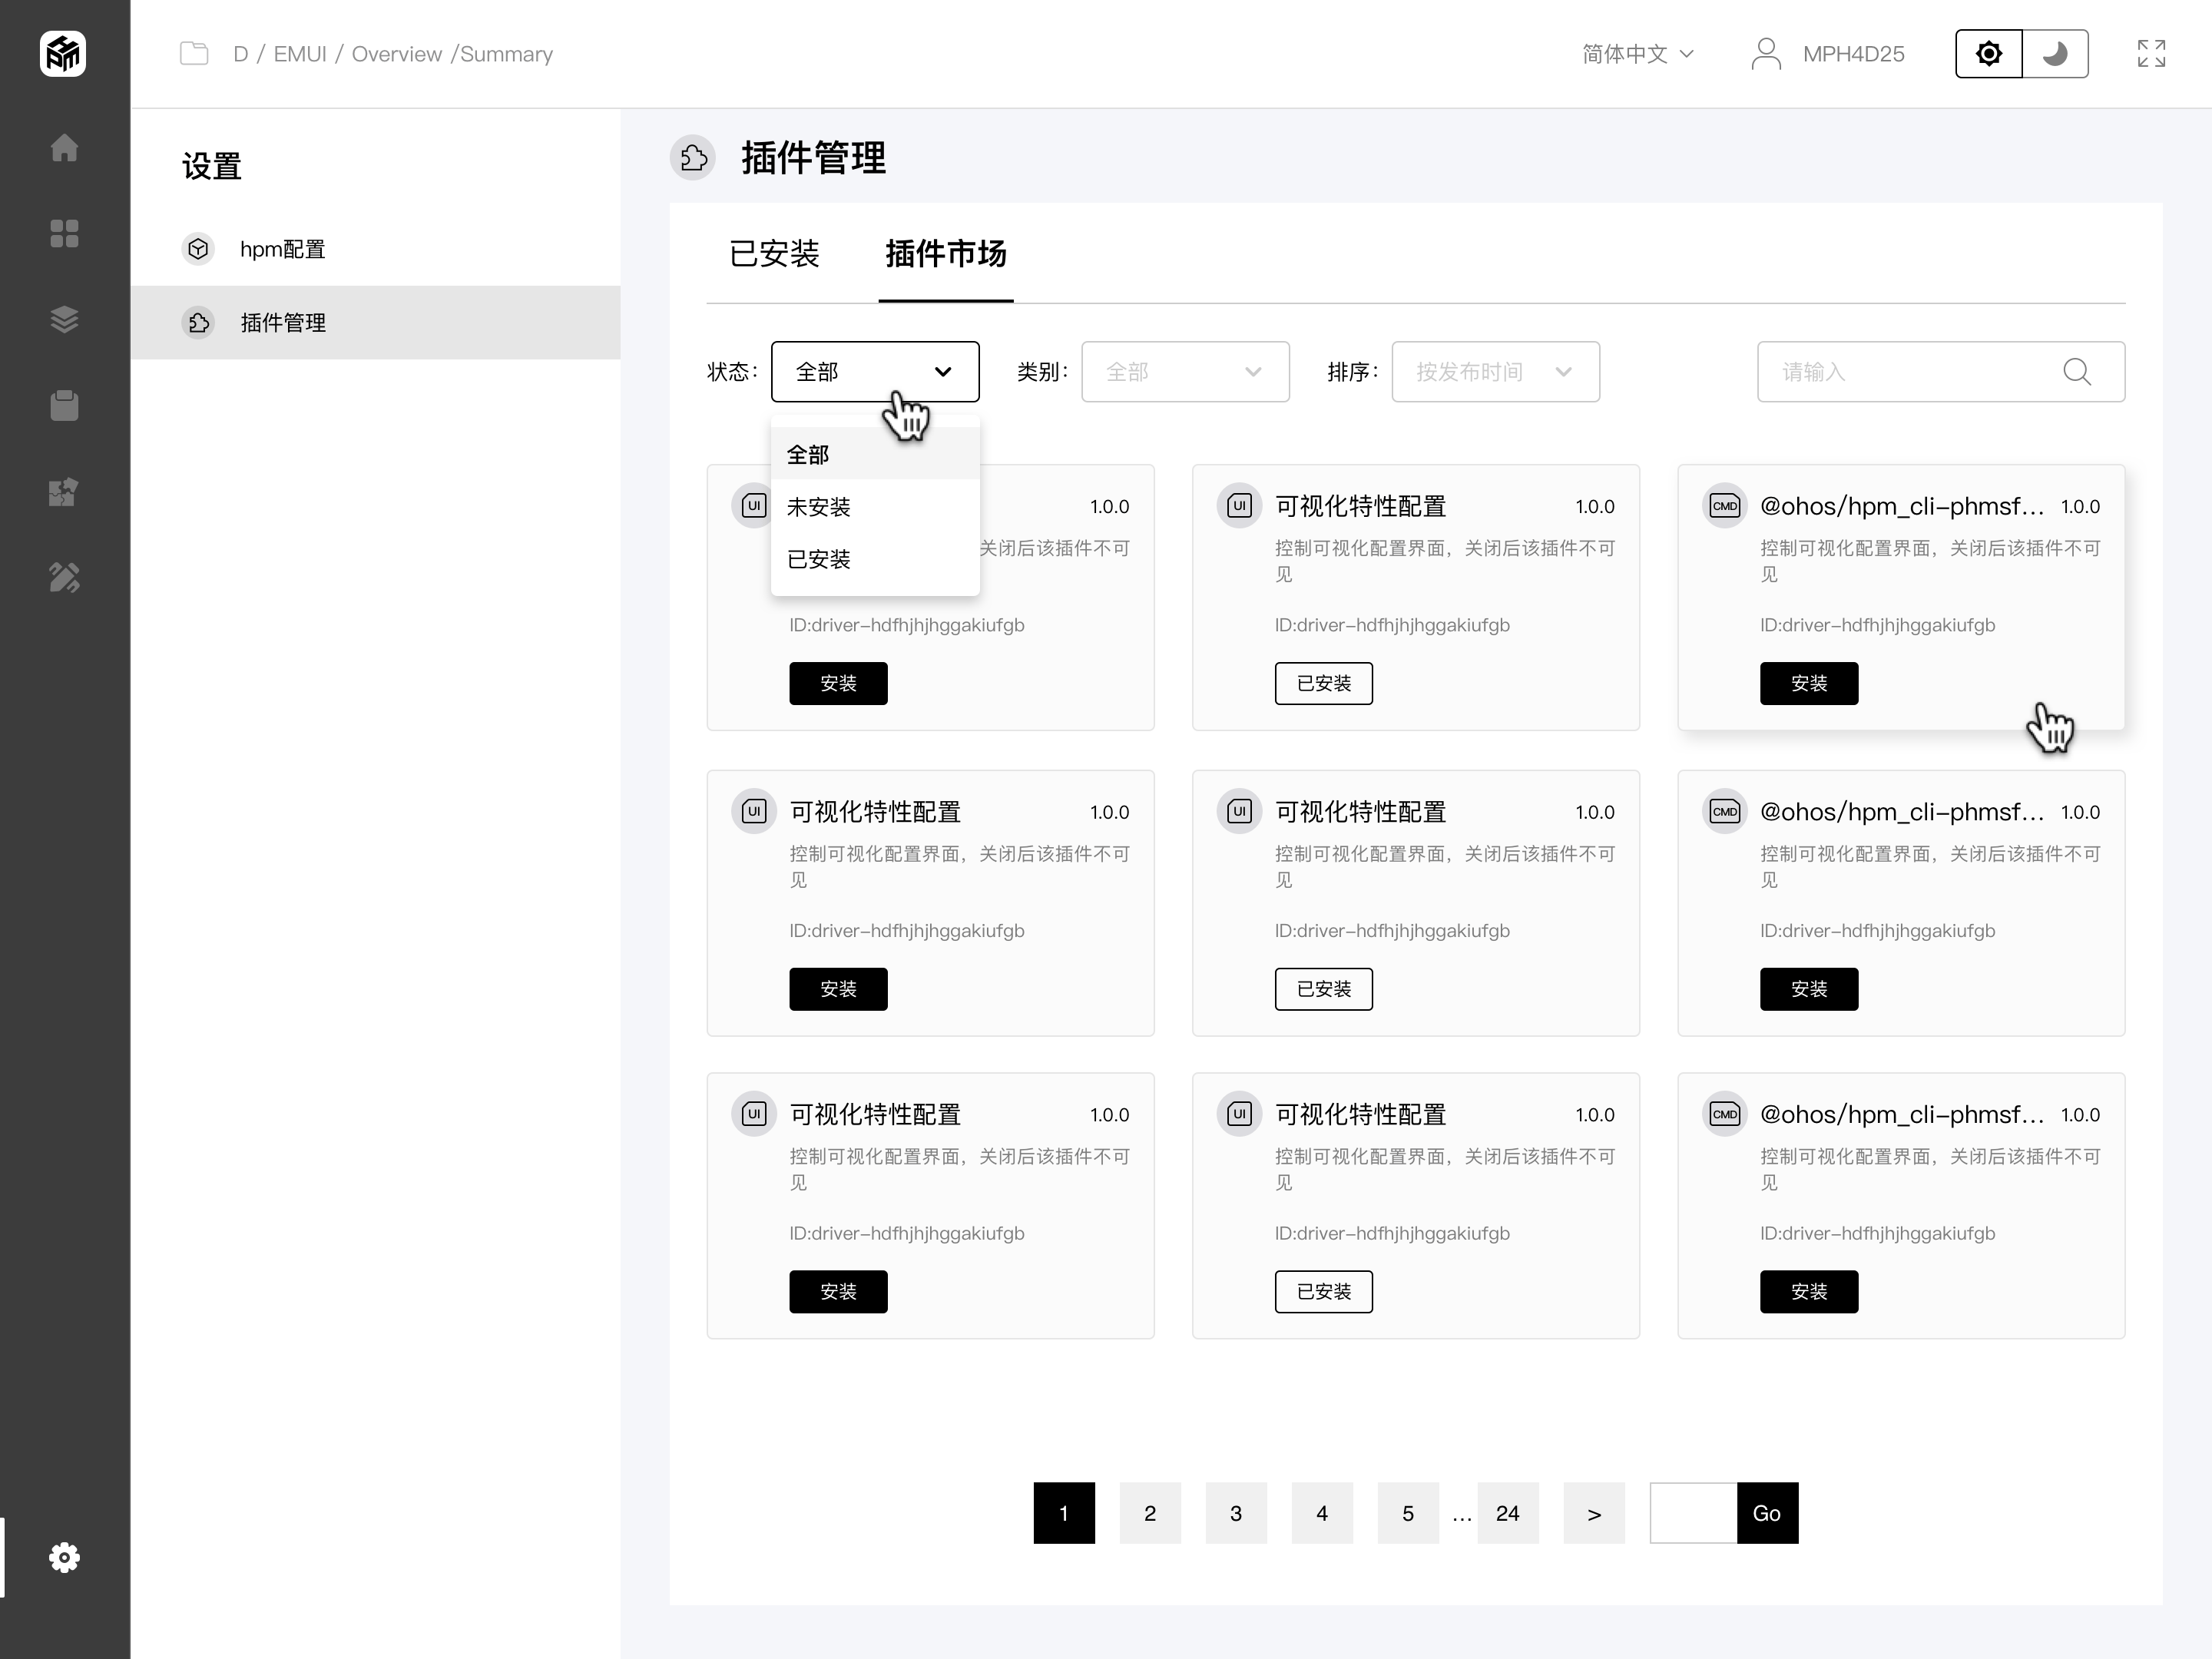 D / EMUI / Overview /Summary
简体中文
MPH4D25
设置
hpm配置
插件管理
插件管理
已安装
插件市场
状态：
全部
类别：
全部
排序：
按发布时间
请输入
全部
未安装
已安装
UI
1.0.0
关闭后该插件不可
ID:driver-hdfhjhjhggakiufgb
安装
UI
可视化特性配置
1.0.0
控制可视化配置界面，关闭后该插件不可
见
ID:driver-hdfhjhjhggakiufgb
已安装
CMD
@ohos/hpm_cli-phmsf...
1.0.0
控制可视化配置界面，关闭后该插件不可
见
ID:driver-hdfhjhjhggakiufgb
安装
UI
可视化特性配置
1.0.0
控制可视化配置界面，关闭后该插件不可
见
ID:driver-hdfhjhjhggakiufgb
安装
UI
可视化特性配置
1.0.0
控制可视化配置界面，关闭后该插件不可
见
ID:driver-hdfhjhjhggakiufgb
已安装
CMD
@ohos/hpm_cli-phmsf...
1.0.0
控制可视化配置界面，关闭后该插件不可
见
ID:driver-hdfhjhjhggakiufgb
安装
UI
可视化特性配置
1.0.0
控制可视化配置界面，关闭后该插件不可
见
ID:driver-hdfhjhjhggakiufgb
安装
UI
可视化特性配置
1.0.0
控制可视化配置界面，关闭后该插件不可
见
ID:driver-hdfhjhjhggakiufgb
已安装
CMD
@ohos/hpm_cli-phmsf...
1.0.0
控制可视化配置界面，关闭后该插件不可
见
ID:driver-hdfhjhjhggakiufgb
安装
1 2 3 4 5 ... 24 > Go